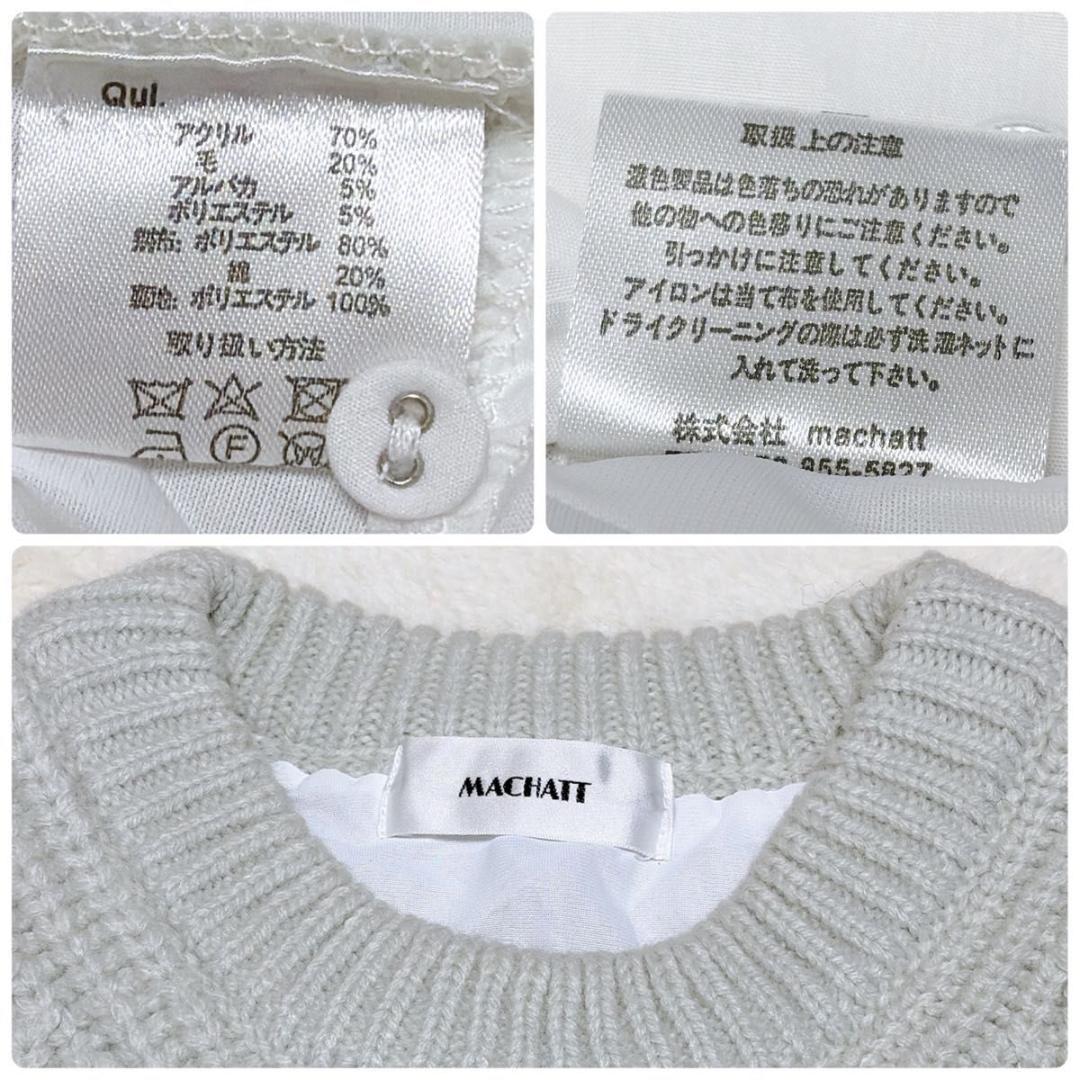 Qul.
アクリル 70%
毛 20%
アルパカ 5%
ポリエステル 5%
別布: ポリエステル 80%
綿 20%
裏地: ポリエステル 100%
取り扱い方法
F
取扱上の注意
濃色製品は色落ちの恐れがありますので
他の物への色移りにご注意ください。
引っかけに注意してください。
アイロンは当て布を使用してください。
ドライクリーニングの際は必ず洗濯ネットに
入れて洗って下さい。
株式会社 machatt
855-5827
MACHATT